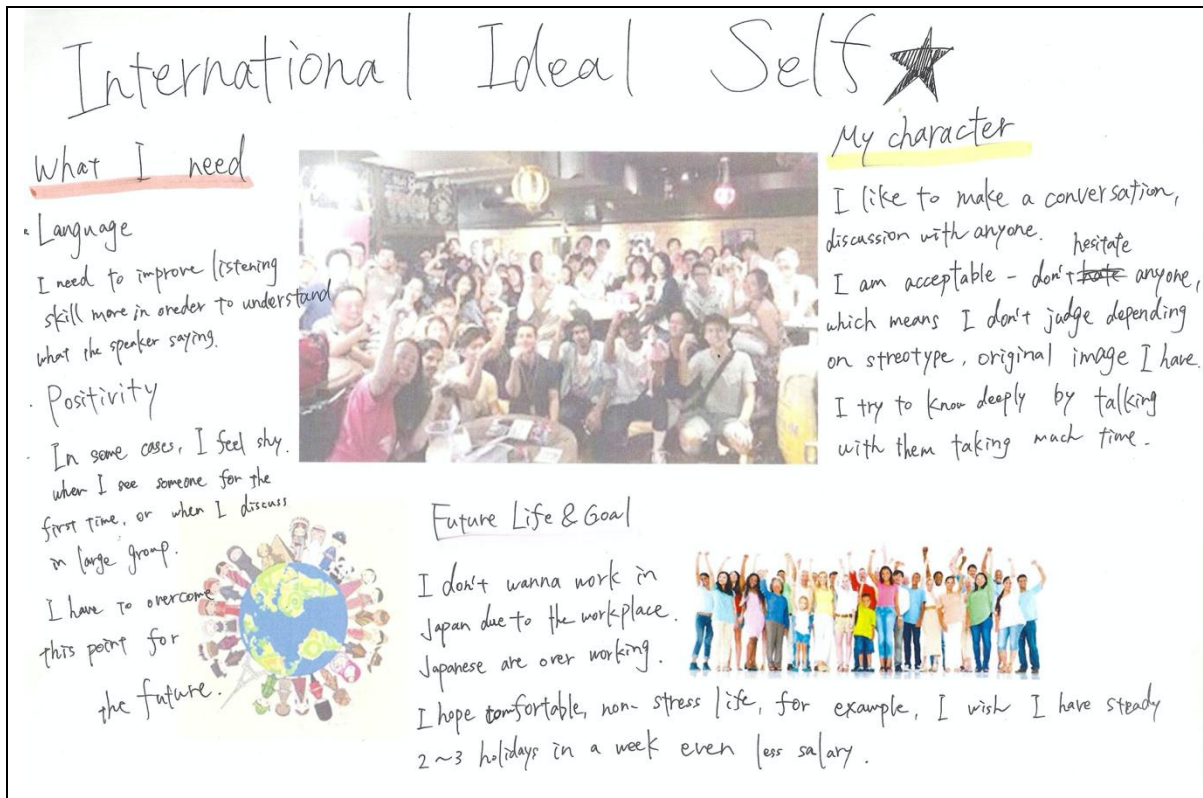 International Ideal Self
What I need
• Language
I need to improve listening
skill more in oreder to understand
what the speaker saying.
• Positivity
In some cases, I feel shy.
when I see someone for the
first time, or when I discuss
in large group.
I have to overcome
this point for
the future.
My character
I like to make a conversation,
discussion with anyone.
hesitate
I am acceptable - don't hate anyone,
which means I don't judge depending
on streotype, original image I have.
I try to know deeply by talking
with them taking much time.
Future Life & Goal
I don't wanna work in
Japan due to the workplace.
Japanese are over working.
I hope comfortable, non-stress life, for example, I wish I have steady
2~3 holidays in a week even less salary.